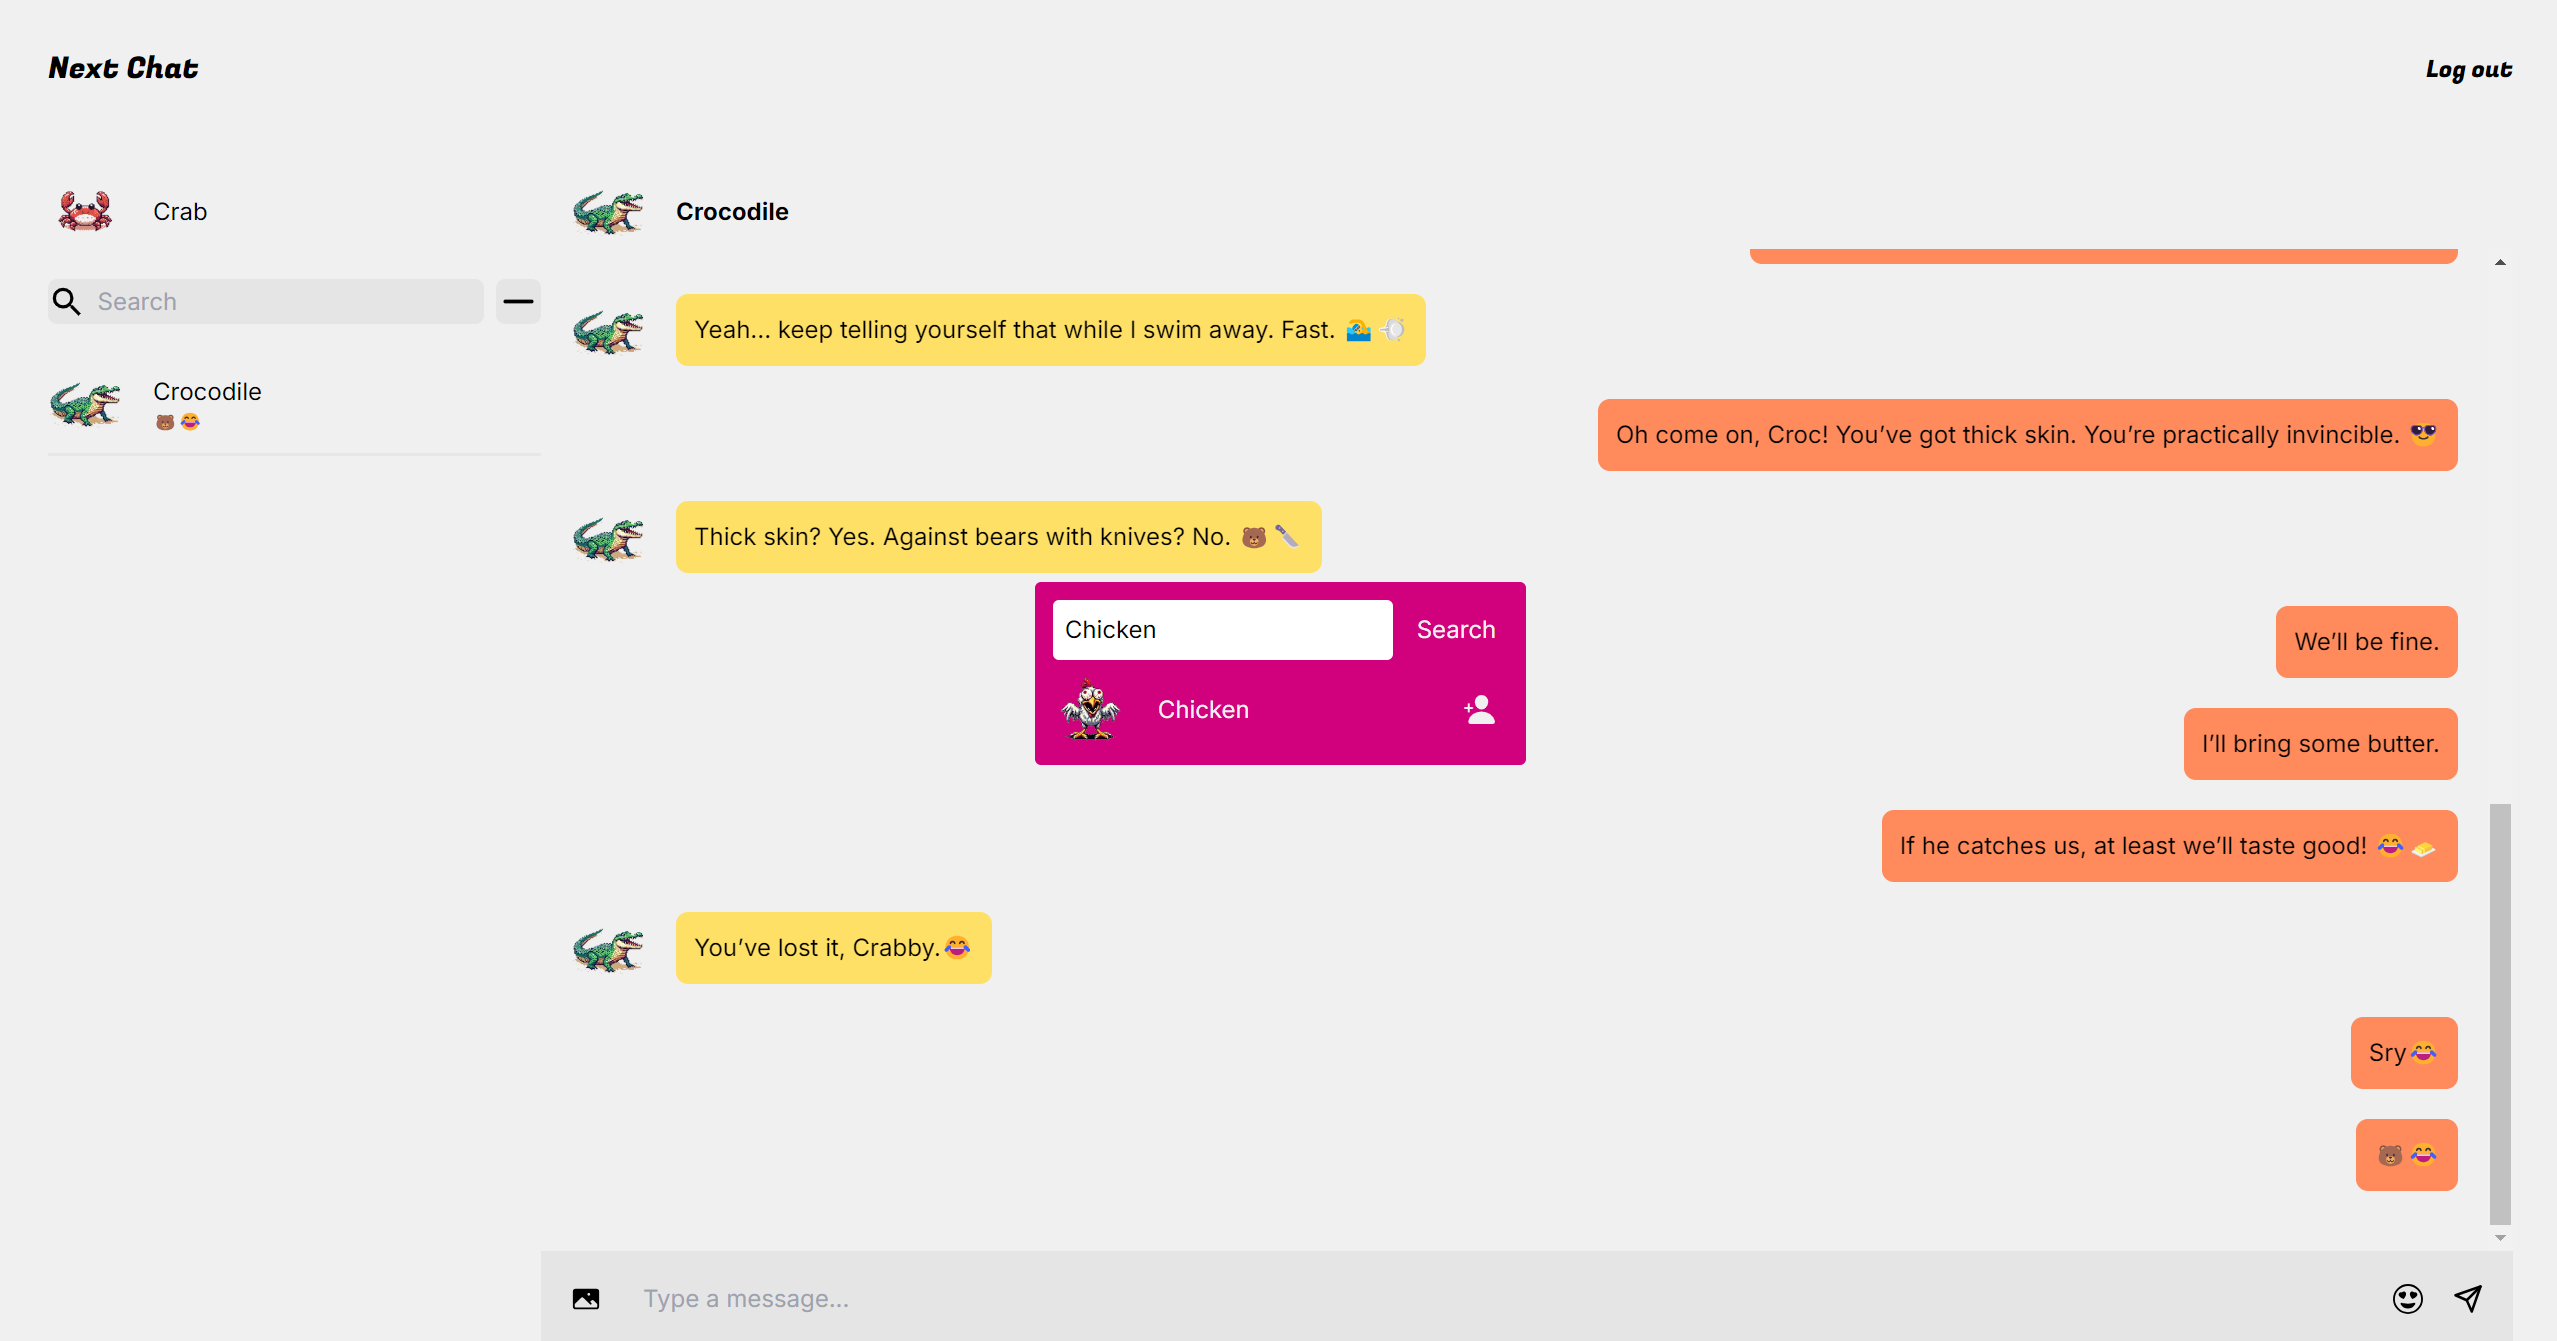 Next Chat
Log out
Crab
Search
Crocodile
🐻😂
Crocodile
Yeah... keep telling yourself that while I swim away. Fast. 🏊💨
Oh come on, Croc! You’ve got thick skin. You’re practically invincible. 😎
Thick skin? Yes. Against bears with knives? No. 🐻🔪
Chicken
Search
Chicken
We’ll be fine.
I’ll bring some butter.
If he catches us, at least we’ll taste good! 😂🧈
You’ve lost it, Crabby.😂
Sry😂
🐻😂
Type a message...